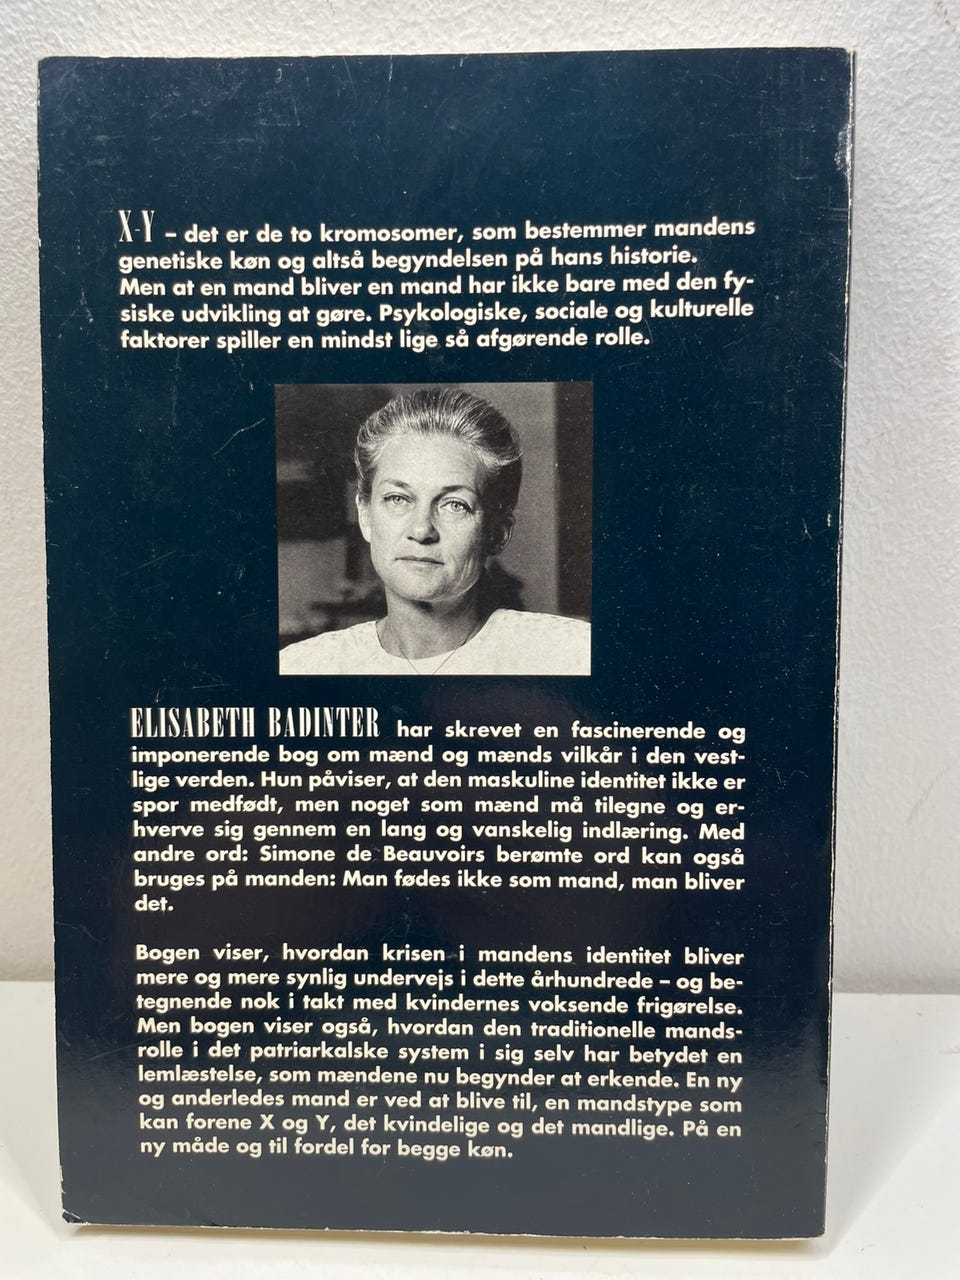 X-Y – det er de to kromosomer, som bestemmer mandens
genetiske køn og altså begyndelsen på hans historie.
Men at en mand bliver en mand har ikke bare med den fy-
siske udvikling at gøre. Psykologiske, sociale og kulturelle
faktorer spiller en mindst lige så afgørende rolle.
ELISABETH BADINTER har skrevet en fascinerende og
imponerende bog om mænd og mænds vilkår i den vest-
lige verden. Hun påviser, at den maskuline identitet ikke er
spor medfødt, men noget som mænd må tilegne og er-
hverve sig gennem en lang og vanskelig indlæring. Med
andre ord: Simone de Beauvoirs berømte ord kan også
bruges på manden: Man fødes ikke som mand, man bliver
det.
Bogen viser, hvordan krisen i mandens identitet bliver
mere og mere synlig undervejs i dette århundrede – og be-
tegnende nok i takt med kvindernes voksende frigørelse.
Men bogen viser også, hvordan den traditionelle mands-
rolle i det patriarkalske system i sig selv har betydet en
lemlæstelse, som mændene nu begynder at erkende. En ny
og anderledes mand er ved at blive til, en mandstype som
kan forene X og Y, det kvindelige og det mandlige. På en
ny måde og til fordel for begge køn.